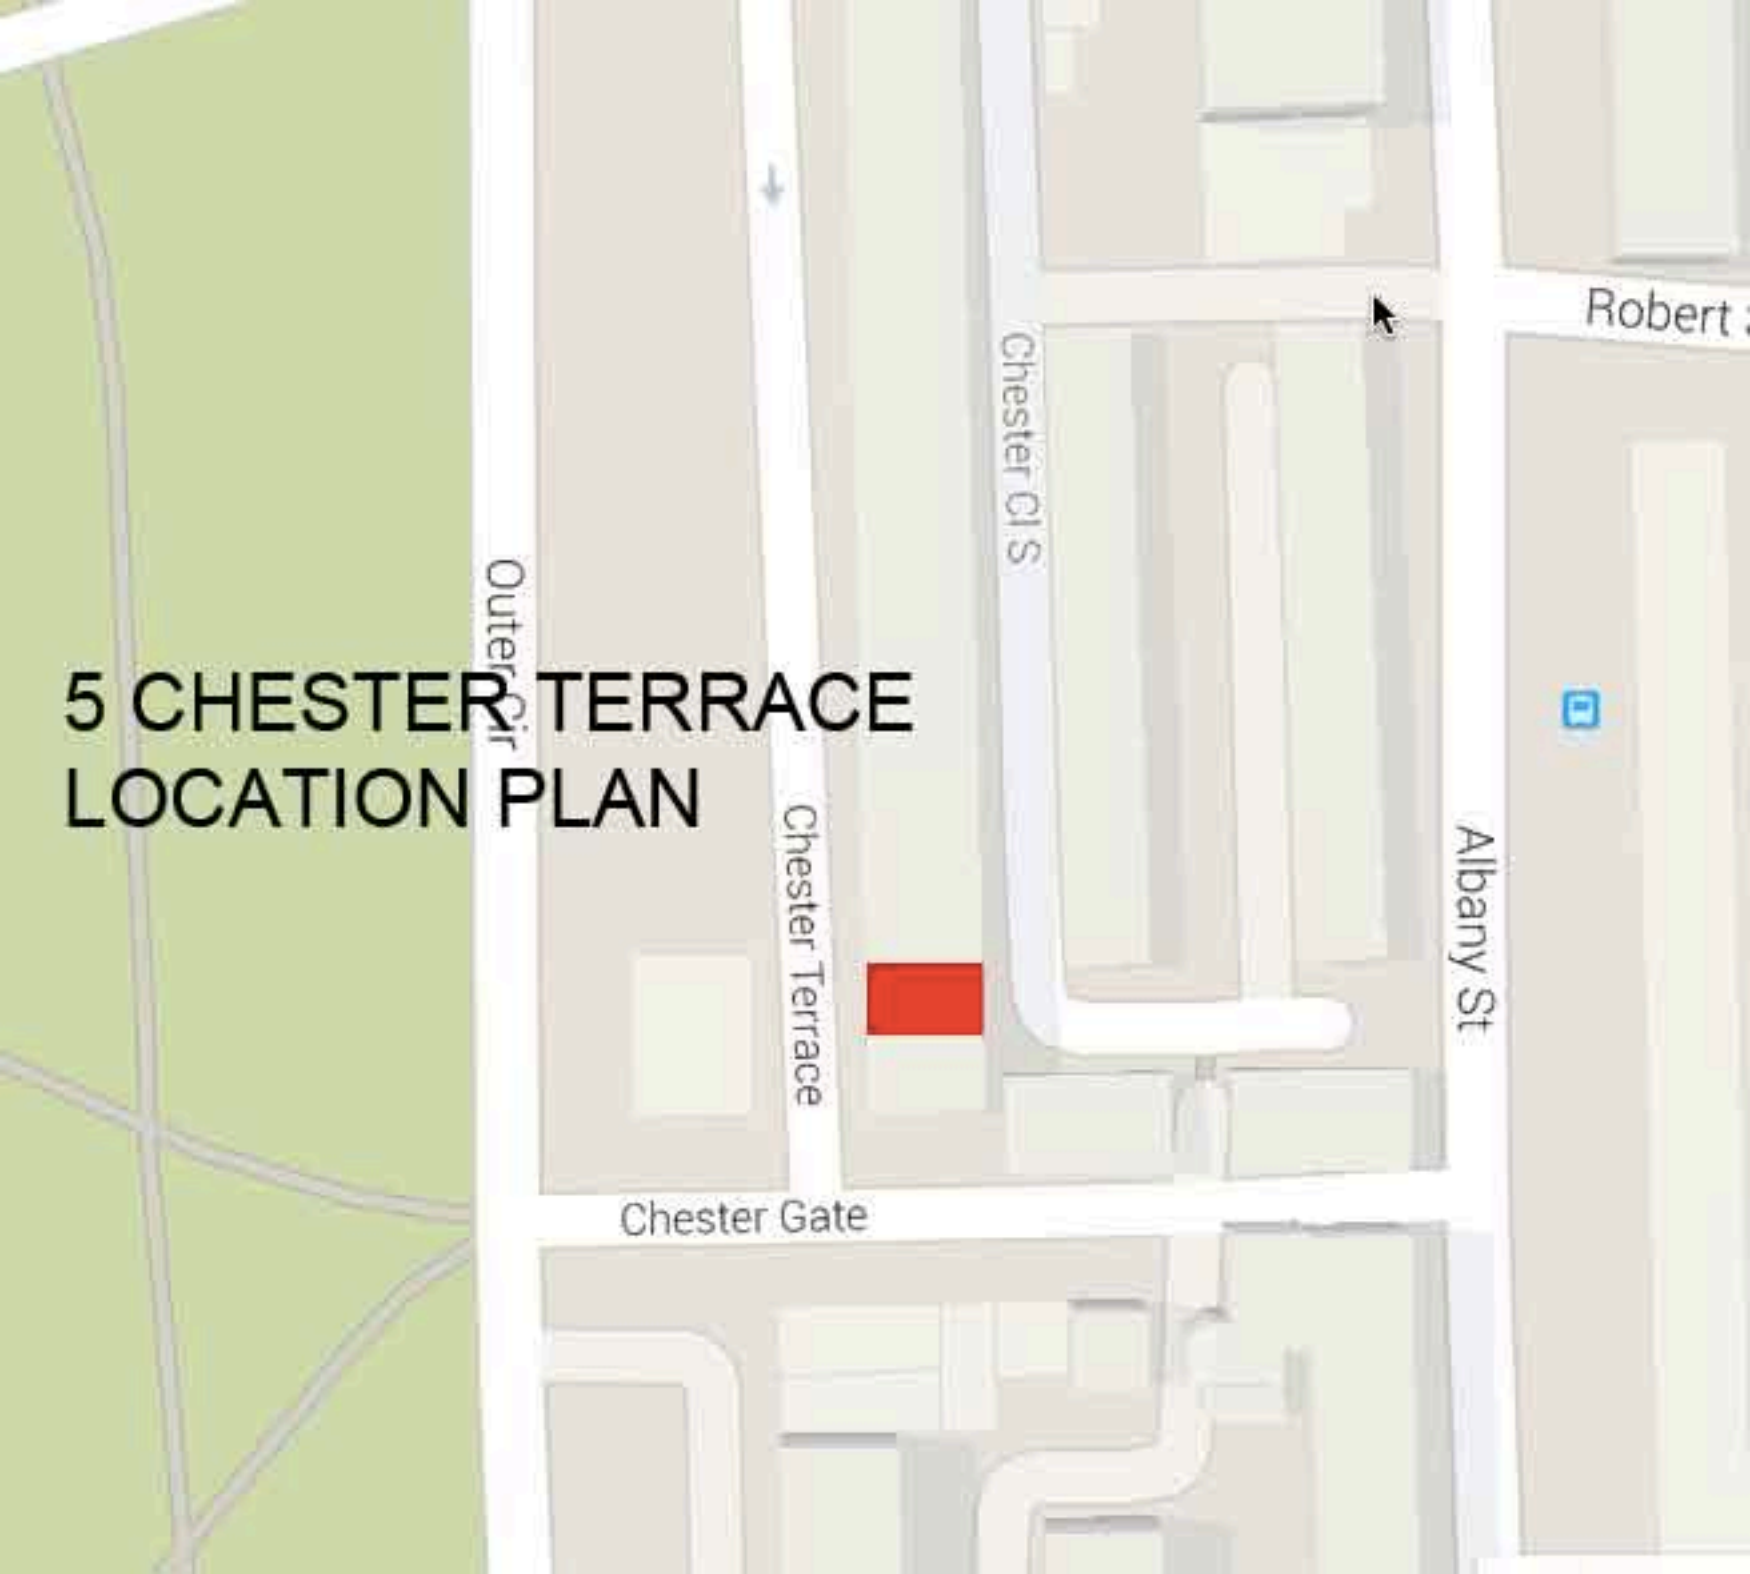 Robert
Chester Cl S
Outer Cir
5 CHESTER TERRACE
LOCATION PLAN
Chester Terrace
Albany St
Chester Gate